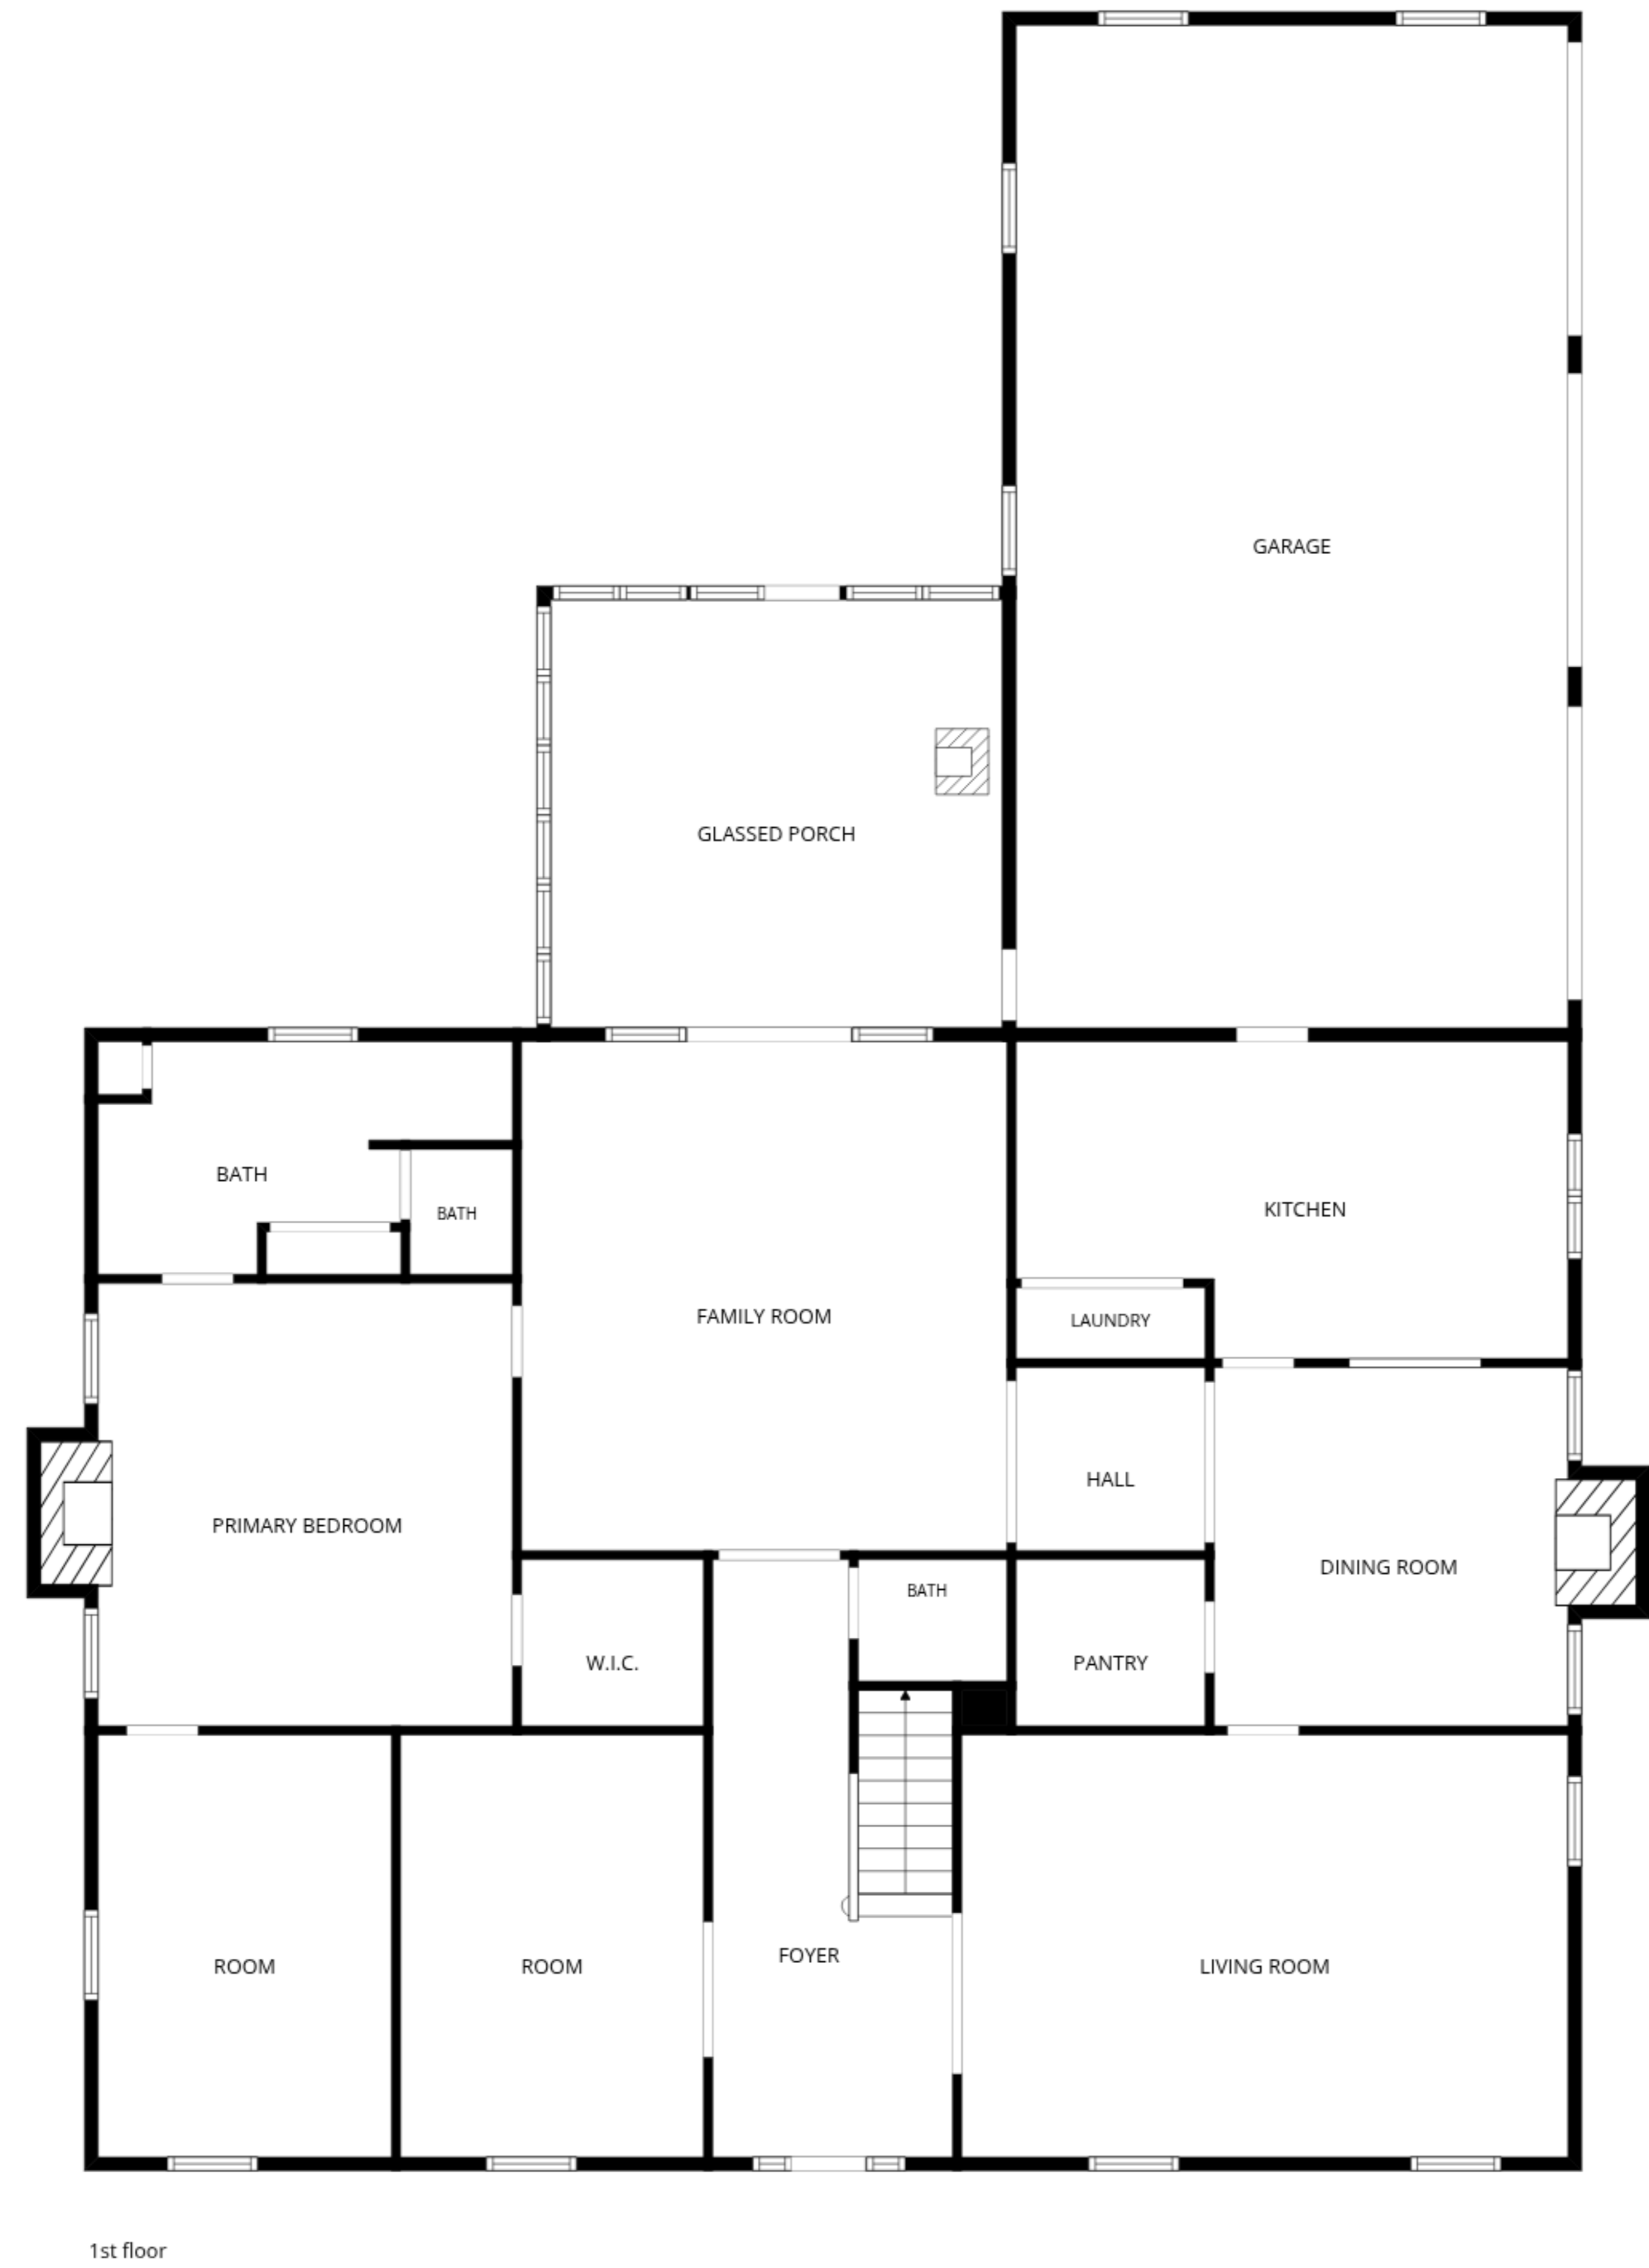 GARAGE
GLASSED PORCH
BATH
BATH
KITCHEN
FAMILY ROOM
LAUNDRY
HALL
PRIMARY BEDROOM
DINING ROOM
BATH
W.I.C.
PANTRY
ROOM
ROOM
FOYER
LIVING ROOM
1st floor